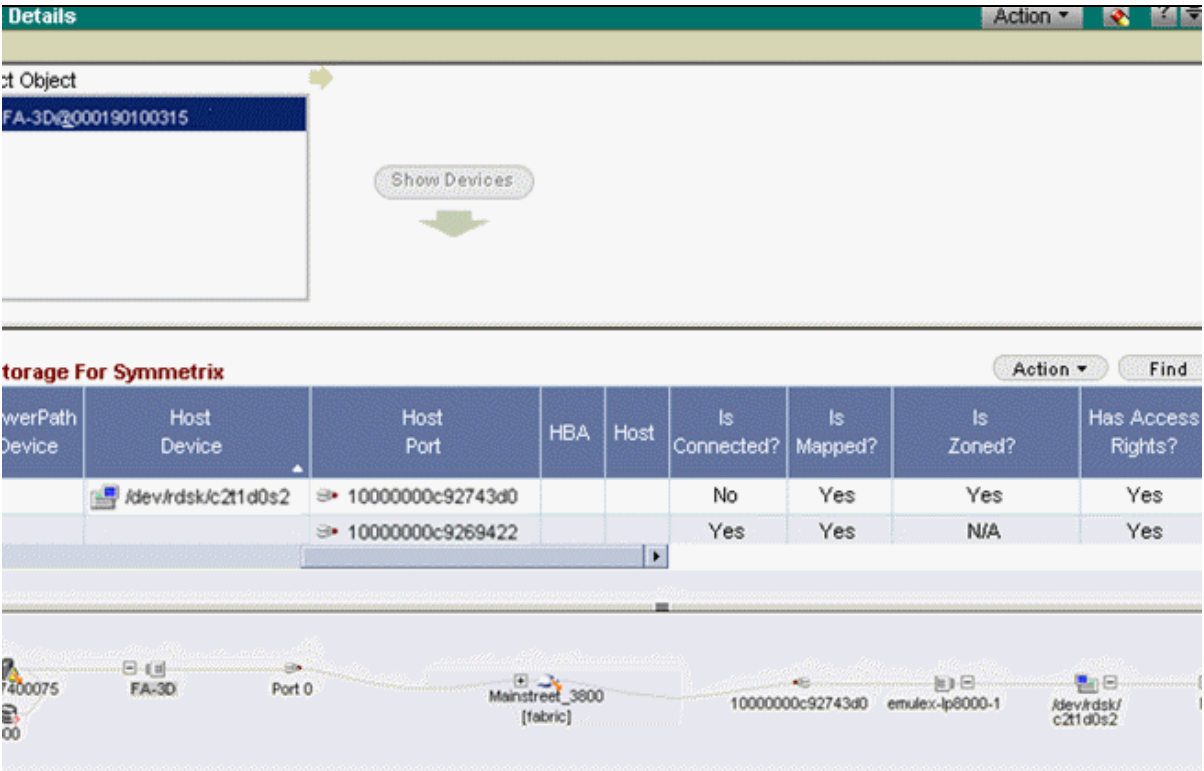 Details
Action
?
ct Object
FA-3D@000190100315
Show Devices
torage For Symmetrix
Action
Find
werPath Device
Host Device
Host Port
HBA
Host
Is Connected?
Is Mapped?
Is Zoned?
Has Access Rights?
/dev/rdsk/c2t1d0s2
10000000c92743d0
No
Yes
Yes
Yes
10000000c9269422
Yes
Yes
N/A
Yes
7400075
00
FA-3D
Port 0
Mainstreet_3800
[fabric]
10000000c92743d0
emulex-lp8000-1
/dev/rdsk/
c2t1d0s2